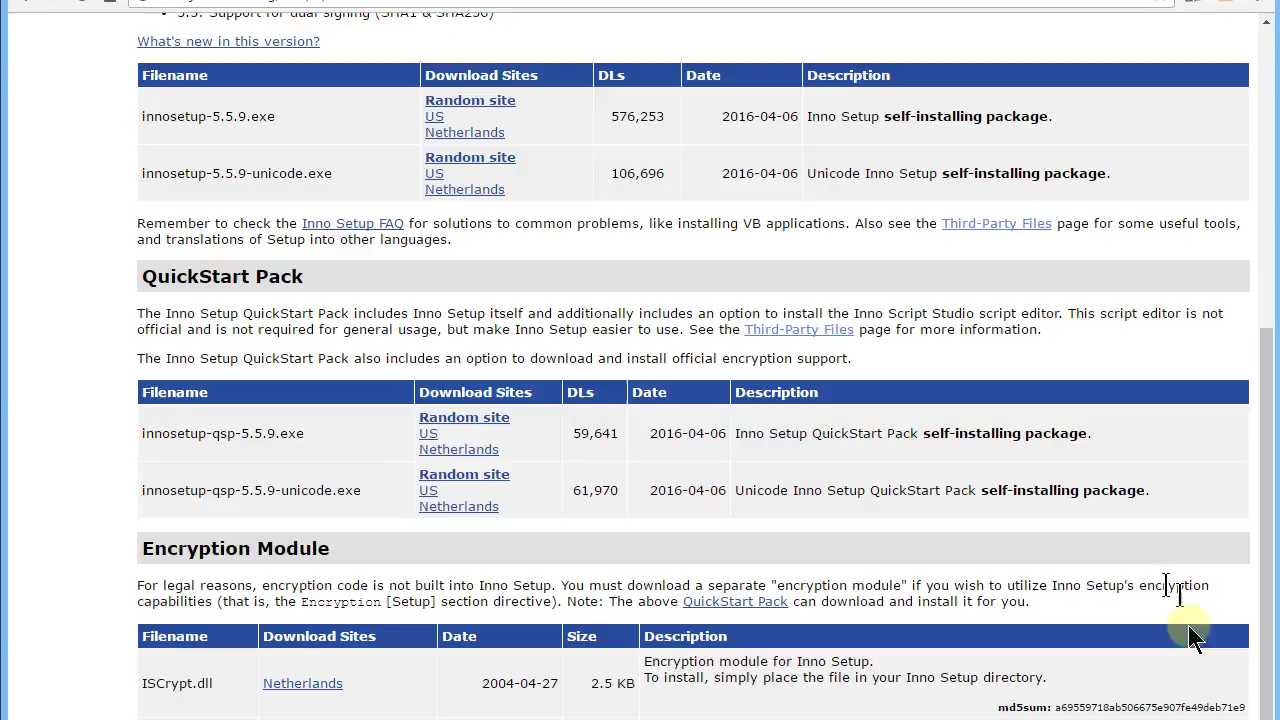 5.5: Support for dual signing (SHA1 & SHA256)
What's new in this version?
Filename Download Sites DLs Date Description
innosetup-5.5.9.exe Random site US Netherlands 576,253 2016-04-06 Inno Setup self-installing package.
innosetup-5.5.9-unicode.exe Random site US Netherlands 106,696 2016-04-06 Unicode Inno Setup self-installing package.
Remember to check the Inno Setup FAQ for solutions to common problems, like installing VB applications. Also see the Third-Party Files page for some useful tools,
and translations of Setup into other languages.
QuickStart Pack
The Inno Setup QuickStart Pack includes Inno Setup itself and additionally includes an option to install the Inno Script Studio script editor. This script editor is not
official and is not required for general usage, but make Inno Setup easier to use. See the Third-Party Files page for more information.
The Inno Setup QuickStart Pack also includes an option to download and install official encryption support.
Filename Download Sites DLs Date Description
innosetup-qsp-5.5.9.exe Random site US Netherlands 59,641 2016-04-06 Inno Setup QuickStart Pack self-installing package.
innosetup-qsp-5.5.9-unicode.exe Random site US Netherlands 61,970 2016-04-06 Unicode Inno Setup QuickStart Pack self-installing package.
Encryption Module
For legal reasons, encryption code is not built into Inno Setup. You must download a separate "encryption module" if you wish to utilize Inno Setup's encryption
capabilities (that is, the Encryption [Setup] section directive). Note: The above QuickStart Pack can download and install it for you.
Filename Download Sites Date Size Description
ISCrypt.dll Netherlands 2004-04-27 2.5 KB Encryption module for Inno Setup.
To install, simply place the file in your Inno Setup directory.
md5sum: a69559718ab506675e907fe49deb71e9